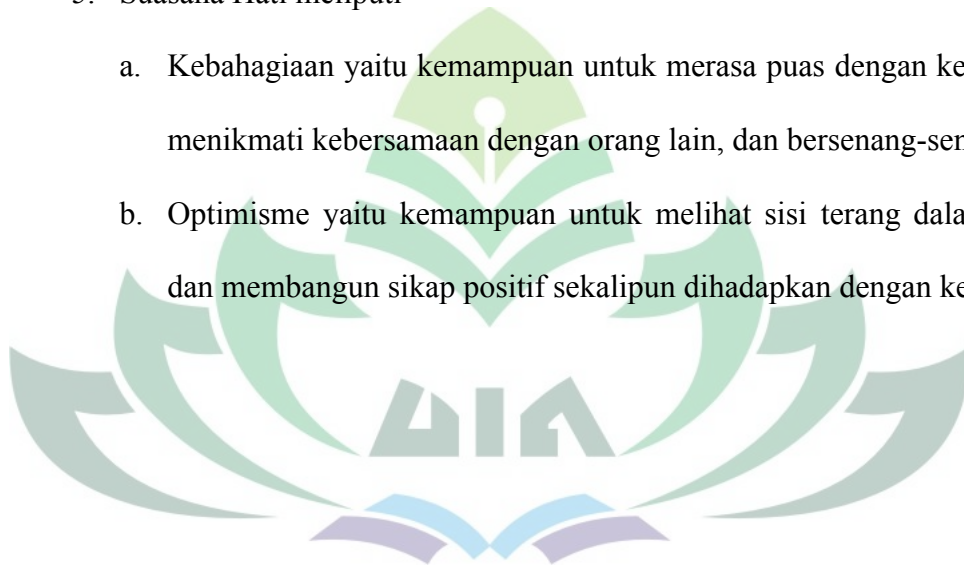 Suasana Hati meliputi
a. Kebahagiaan yaitu kemampuan untuk merasa puas dengan
menikmati kebersamaan dengan orang lain, dan
b. Optimisme yaitu kemampuan untuk melihat sisi terang
dan membangun sikap positif sekalipun dihadapkan dengan
UIN